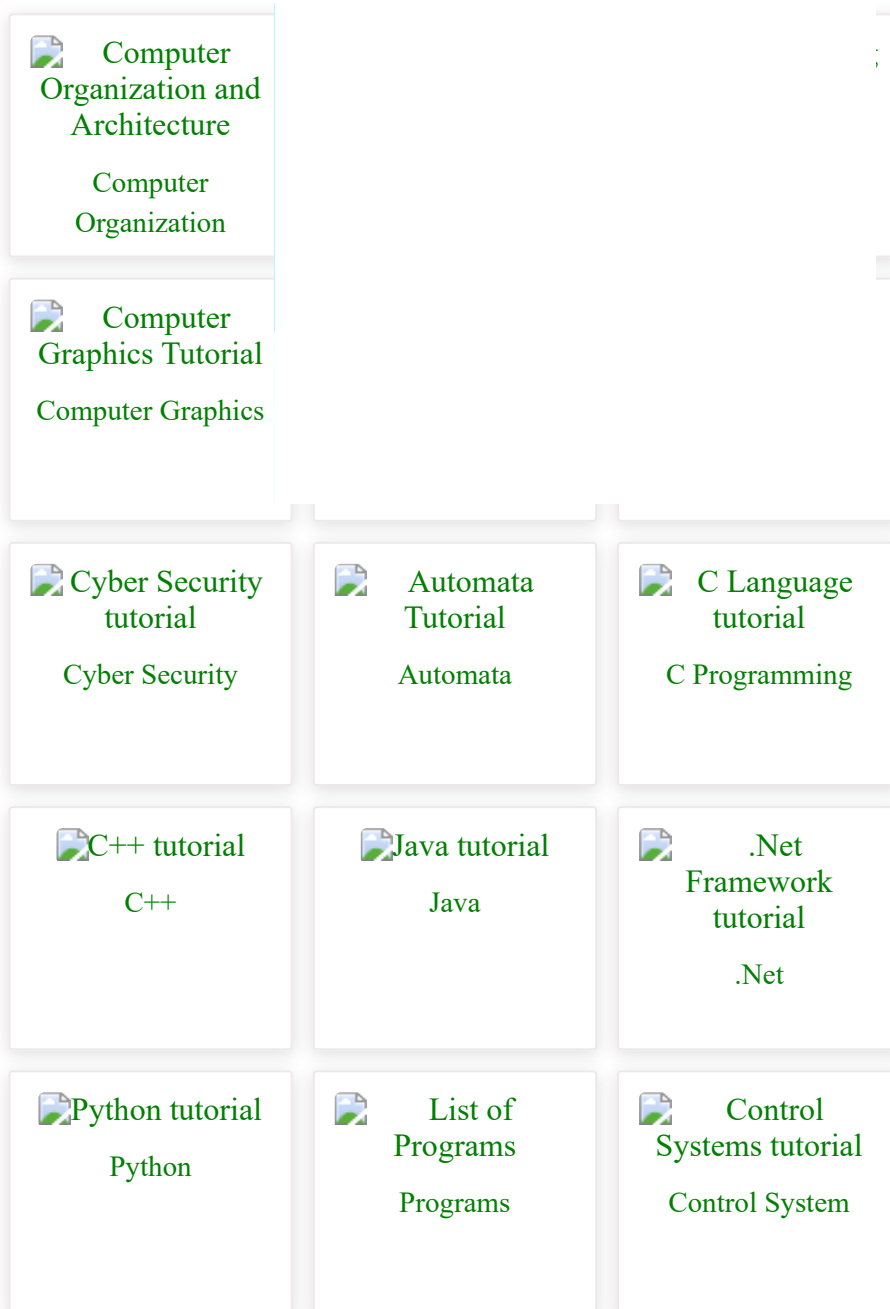 Computer
Organization and
Architecture
Computer
Organization
Computer
Graphics Tutorial
Computer Graphics
Cyber Security
tutorial
Cyber Security
Automata
Tutorial
Automata
C Language
tutorial
C Programming
C++ tutorial
C++
Java tutorial
Java
.Net
Framework
tutorial
.Net
Python tutorial
Python
List of
Programs
Programs
Control
Systems tutorial
Control System